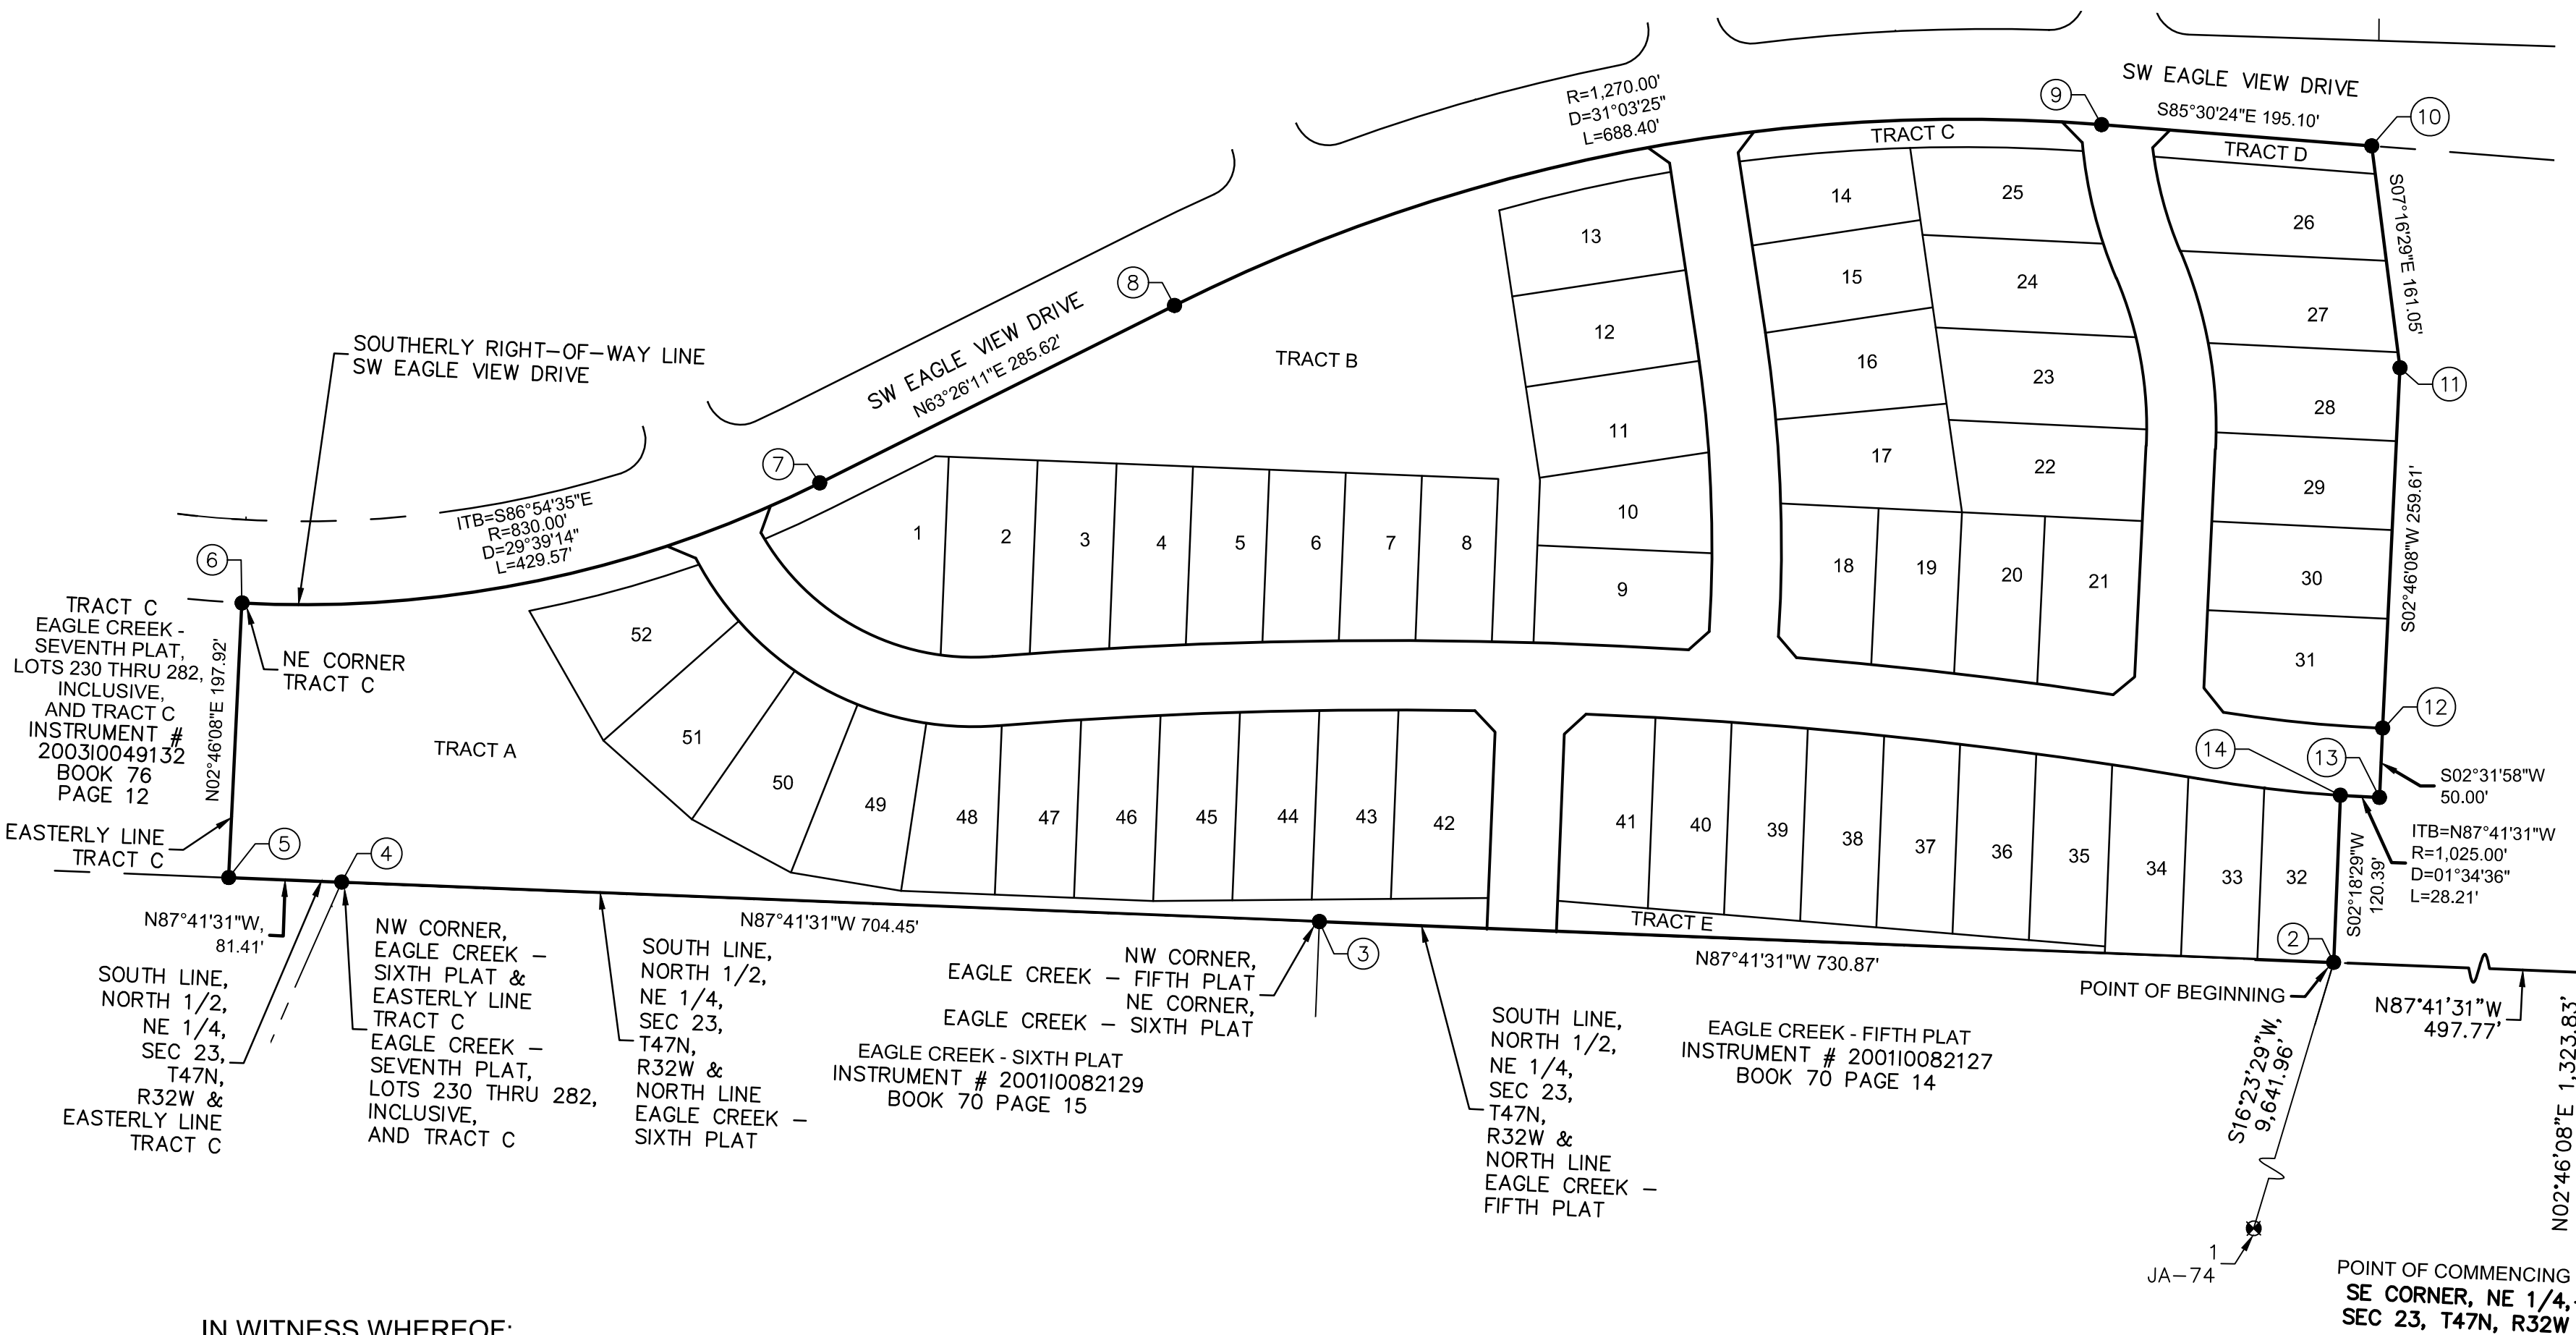 SW EAGLE VIEW DRIVE
S85°30'24"E 195.10'
R=1,270.00'
D=31°03'25"
L=688.40'
9
10
TRACT C
TRACT D
14
25
26
13
S07°16'29"E 161.05'
15
24
27
8
12
16
23
28
11
SW EAGLE VIEW DRIVE
N63°26'11"E 285.62'
TRACT B
SOUTHERLY RIGHT-OF-WAY LINE
SW EAGLE VIEW DRIVE
11
17
22
29
7
ITB=S86°54'35"E
R=830.00'
D=29°39'14"
L=429.57'
1
2
3
4
5
6
7
8
10
9
18
19
20
21
30
31
S02°46'08"W 259.61'
6
TRACT C
EAGLE CREEK -
SEVENTH PLAT,
LOTS 230 THRU 282,
INCLUSIVE,
AND TRACT C
INSTRUMENT #
2003I0049132
BOOK 76
PAGE 12
N02°46'08"E 197.92'
NE CORNER
TRACT C
52
51
50
49
48
47
46
45
44
43
42
41
40
39
38
37
36
35
34
33
32
TRACT A
12
14
13
S02°31'58"W
50.00'
ITB=N87°41'31"W
R=1,025.00'
D=01°34'36"
L=28.21'
S02°18'29"W
120.39'
EASTERLY LINE
TRACT C
5
4
N87°41'31"W,
81.41'
N87°41'31"W 704.45'
TRACT E
3
2
N87°41'31"W 730.87'
POINT OF BEGINNING
N87°41'31"W
497.77'
SOUTH LINE,
NORTH 1/2,
NE 1/4,
SEC 23,
T47N,
R32W &
EASTERLY LINE
TRACT C
NW CORNER,
EAGLE CREEK -
SIXTH PLAT &
EASTERLY LINE
TRACT C
EAGLE CREEK -
SEVENTH PLAT,
LOTS 230 THRU 282,
INCLUSIVE,
AND TRACT C
SOUTH LINE,
NORTH 1/2,
NE 1/4,
SEC 23,
T47N,
R32W &
NORTH LINE
EAGLE CREEK -
SIXTH PLAT
NW CORNER,
EAGLE CREEK - FIFTH PLAT
NE CORNER,
EAGLE CREEK - SIXTH PLAT
EAGLE CREEK - SIXTH PLAT
INSTRUMENT # 2001I0082129
BOOK 70 PAGE 15
SOUTH LINE,
NORTH 1/2,
NE 1/4,
SEC 23,
T47N,
R32W &
NORTH LINE
EAGLE CREEK -
FIFTH PLAT
EAGLE CREEK - FIFTH PLAT
INSTRUMENT # 2001I0082127
BOOK 70 PAGE 14
S16°23'29"W,
9,641.96'
N02°46'08"E 1,323.83'
1
JA-74
POINT OF COMMENCING
SE CORNER, NE 1/4,
SEC 23, T47N, R32W
IN WITNESS WHEREOF: